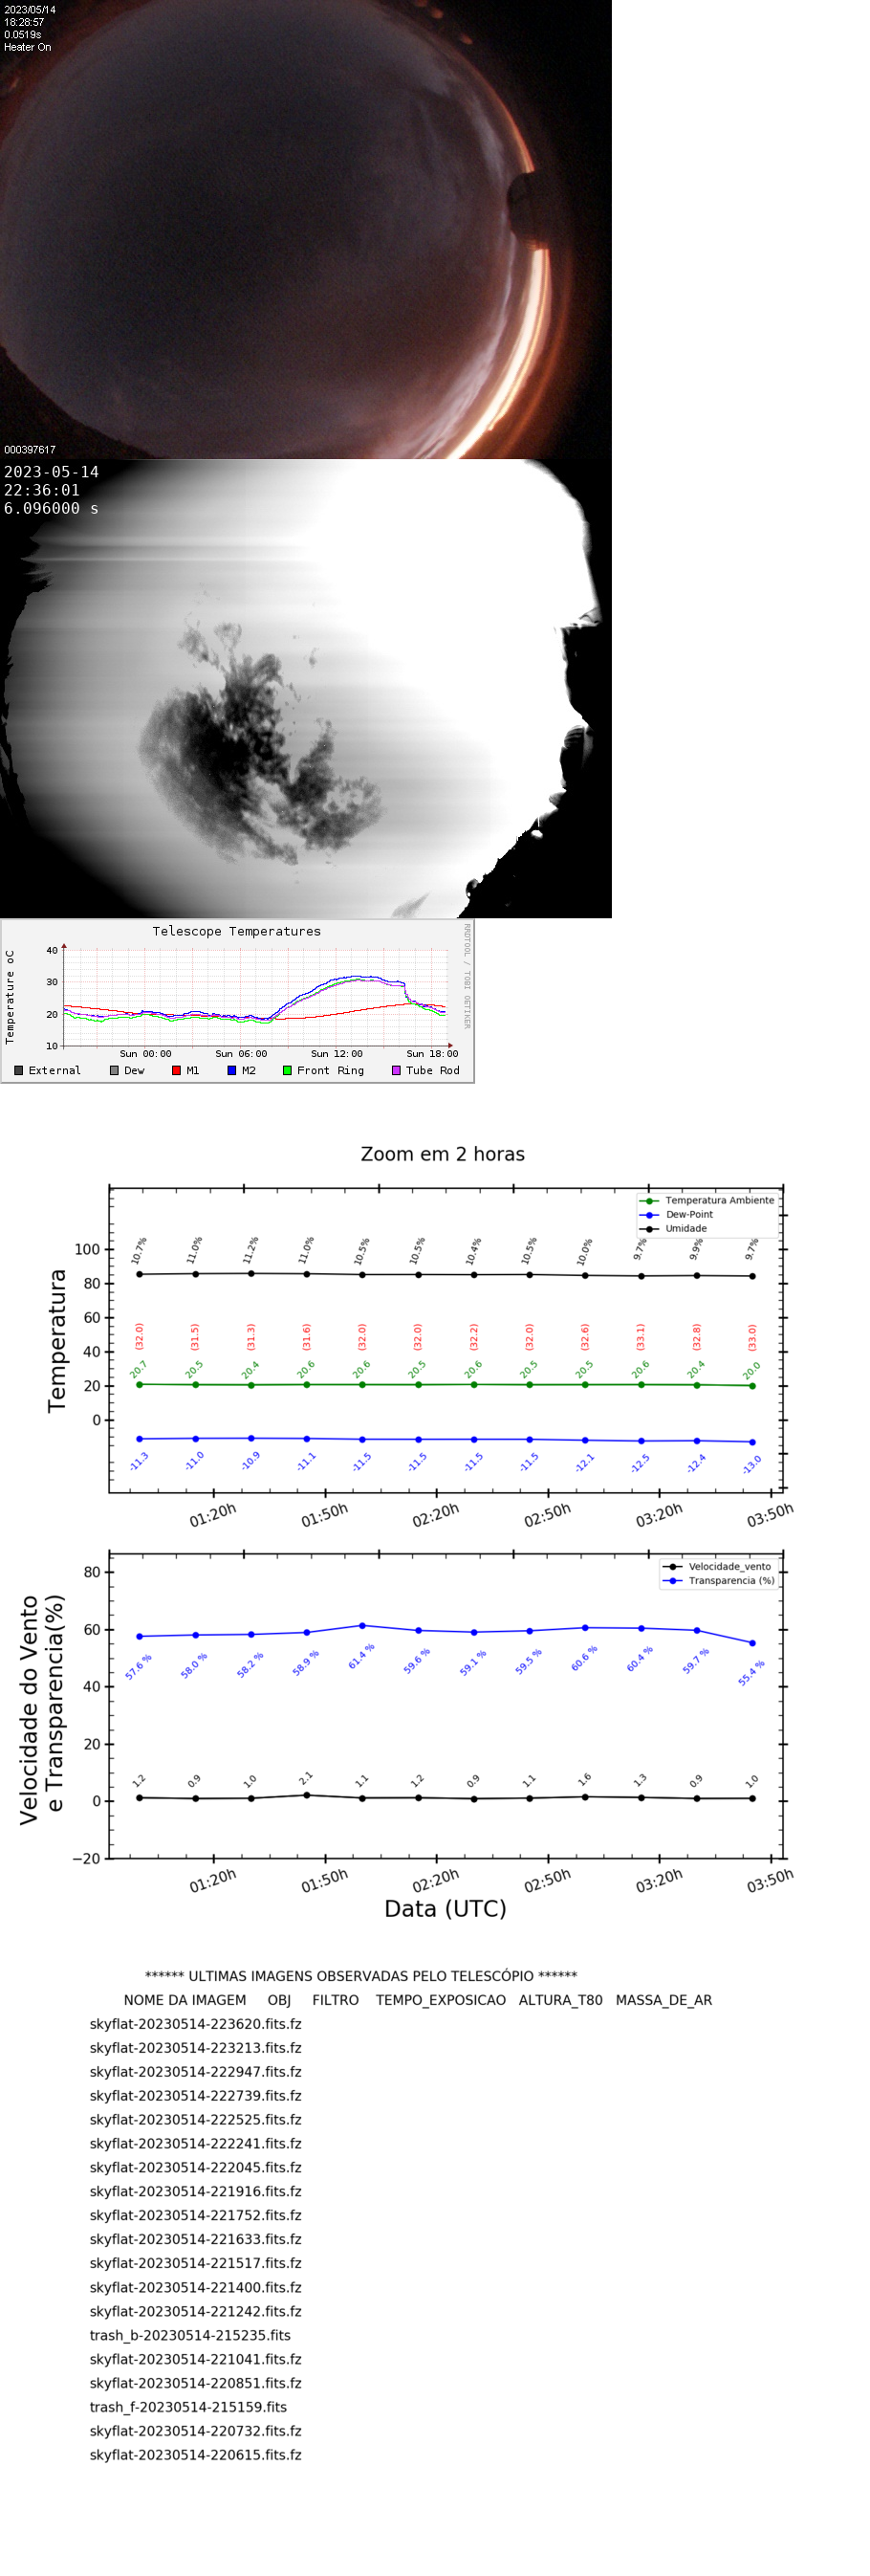 2023/05/14
18:28:57
0.0519s
Heater On
000397617
2023-05-14
22:36:01
6.096000 s
Telescope Temperatures
RRDTOOL / TOBI OETIKER
Temperature oC
40
30
20
10
Sun 00:00 Sun 06:00 Sun 12:00 Sun 18:00
External Dew M1 M2 Front Ring Tube Rod
Zoom em 2 horas
Temperatura Ambiente
Dew-Point
Umidade
Temperatura
100
80
60
40
20
0
10.7% 11.0% 11.2% 11.0% 10.5% 10.5% 10.4% 10.5% 10.0% 9.7% 9.9% 9.7%
(32.0) (31.5) (31.3) (31.6) (32.0) (32.0) (32.2) (32.0) (32.6) (33.1) (32.8) (33.0)
20.7 20.5 20.4 20.6 20.6 20.5 20.6 20.5 20.5 20.6 20.4 20.0
-11.3 -11.0 -10.9 -11.1 -11.5 -11.5 -11.5 -11.5 -12.1 -12.5 -12.4 -13.0
01:20h 01:50h 02:20h 02:50h 03:20h 03:50h
Velocidade_vento
Transparencia (%)
Velocidade do Vento
e Transparencia(%)
80
60
40
20
0
−20
57.6 % 58.0 % 58.2 % 58.9 % 61.4 % 59.6 % 59.1 % 59.5 % 60.6 % 60.4 % 59.7 % 55.4 %
1.2 0.9 1.0 2.1 1.1 1.2 0.9 1.1 1.6 1.3 0.9 1.0
01:20h 01:50h 02:20h 02:50h 03:20h 03:50h
Data (UTC)
****** ULTIMAS IMAGENS OBSERVADAS PELO TELESCÓPIO ******
NOME DA IMAGEM OBJ FILTRO TEMPO_EXPOSICAO ALTURA_T80 MASSA_DE_AR
skyflat-20230514-223620.fits.fz
skyflat-20230514-223213.fits.fz
skyflat-20230514-222947.fits.fz
skyflat-20230514-222739.fits.fz
skyflat-20230514-222525.fits.fz
skyflat-20230514-222241.fits.fz
skyflat-20230514-222045.fits.fz
skyflat-20230514-221916.fits.fz
skyflat-20230514-221752.fits.fz
skyflat-20230514-221633.fits.fz
skyflat-20230514-221517.fits.fz
skyflat-20230514-221400.fits.fz
skyflat-20230514-221242.fits.fz
trash_b-20230514-215235.fits
skyflat-20230514-221041.fits.fz
skyflat-20230514-220851.fits.fz
trash_f-20230514-215159.fits
skyflat-20230514-220732.fits.fz
skyflat-20230514-220615.fits.fz